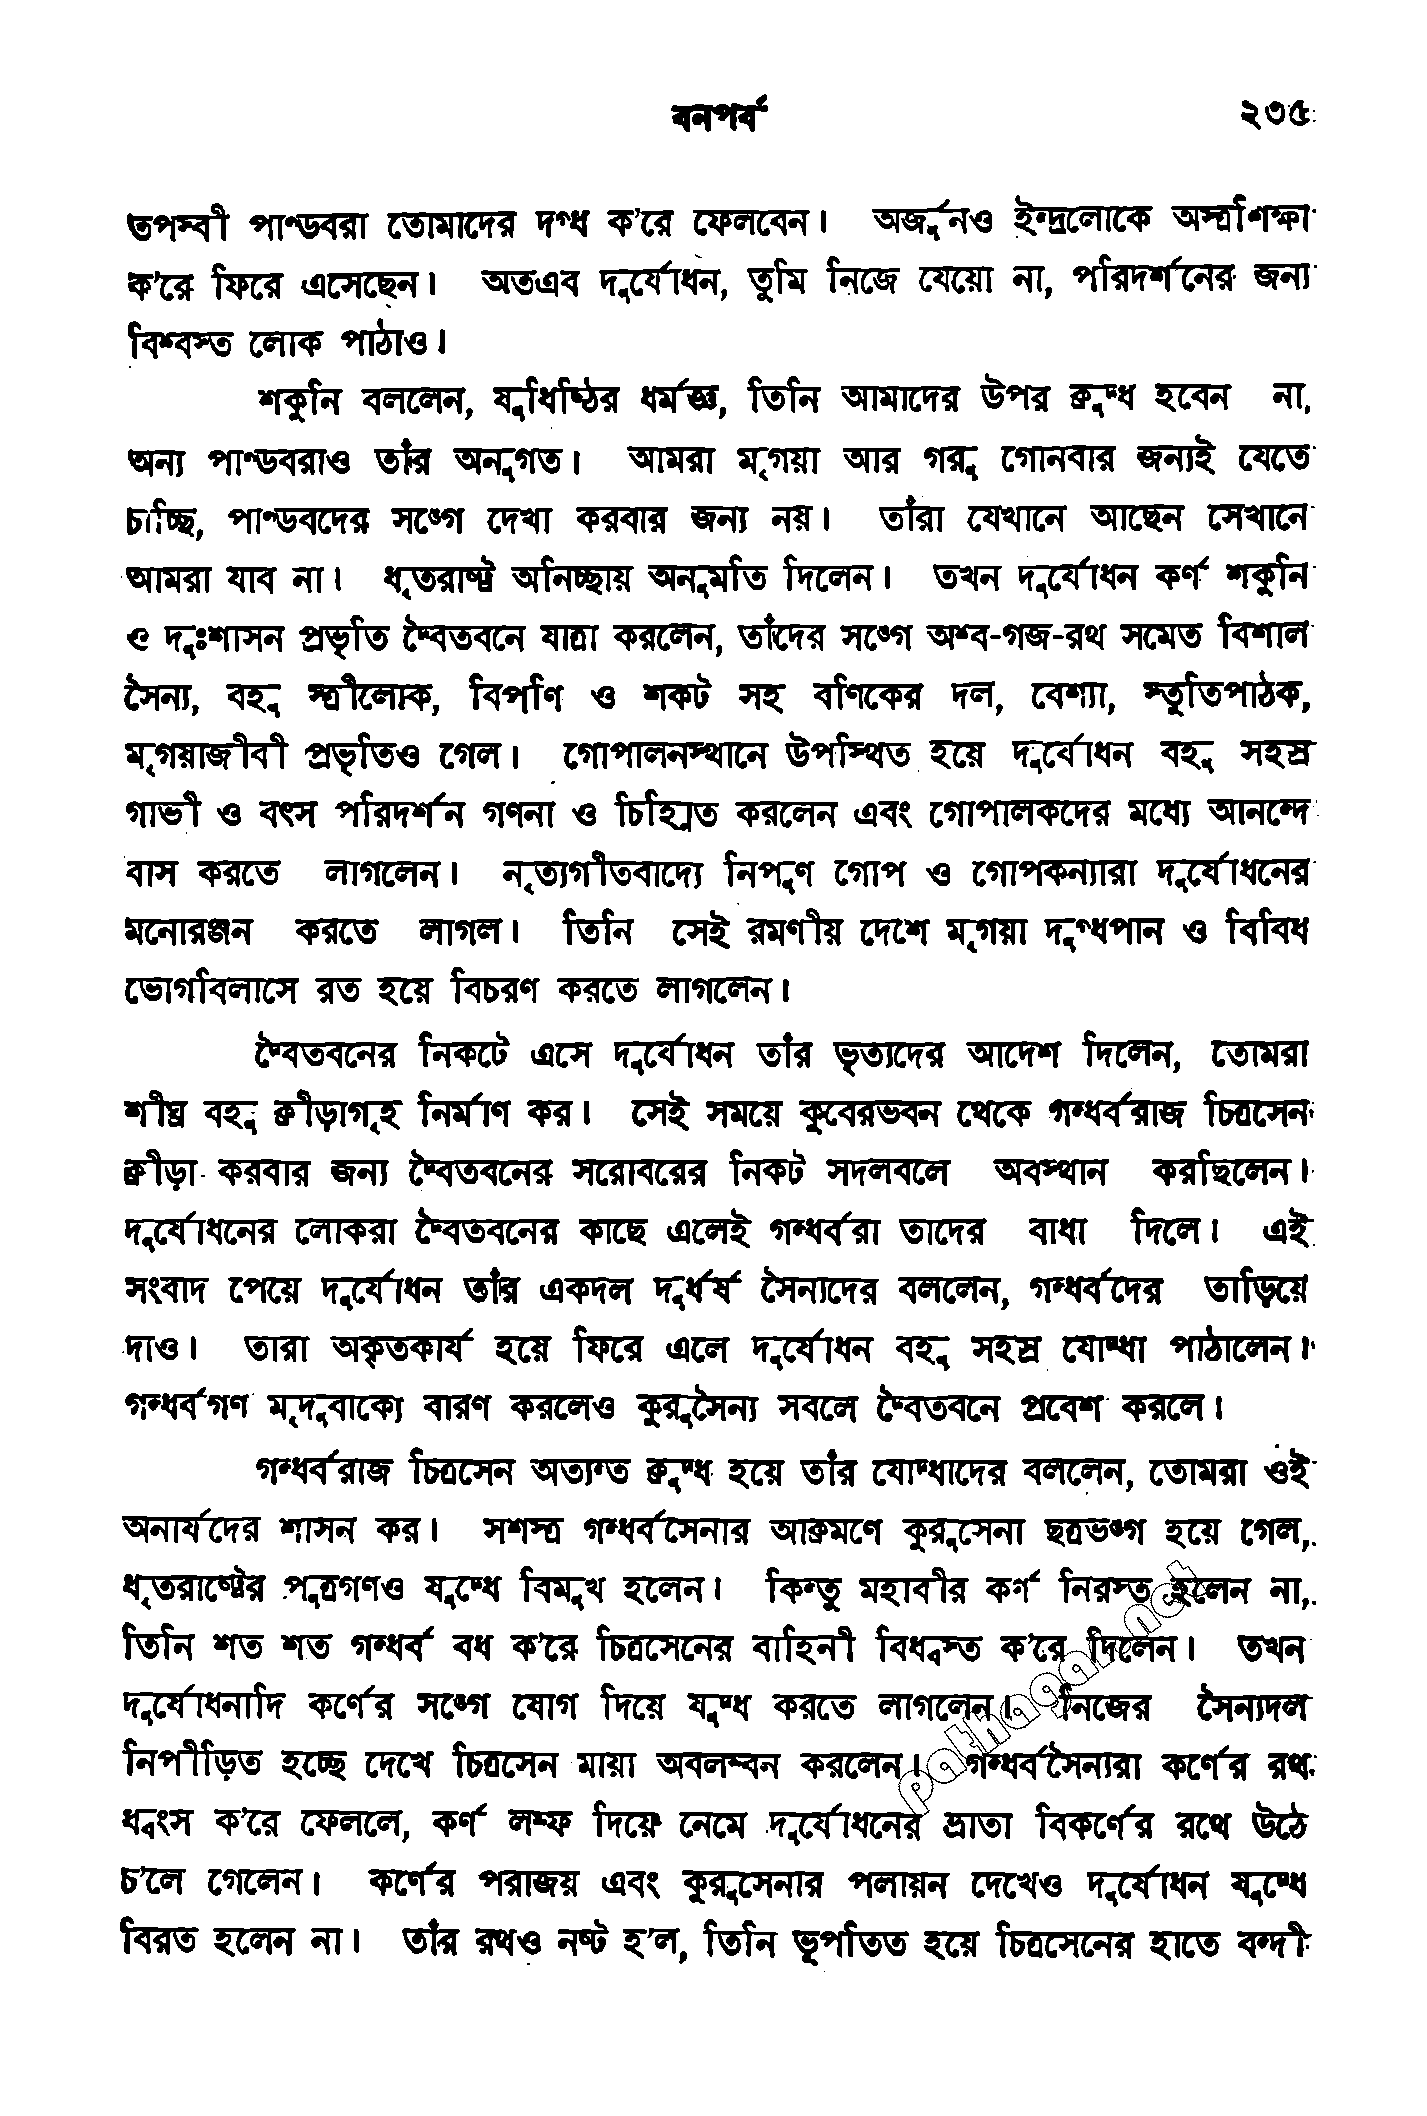 বনপর্ব ২৩৫
তপস্বী পাণ্ডবরা তোমাদের দগ্ধ ক'রে ফেলবেন। অর্জুনও ইন্দ্রলোকে অস্ত্রশিক্ষা
ক'রে ফিরে এসেছেন। অতএব দুর্যোধন, তুমি নিজে যেয়ো না, পরিদর্শনের জন্য
বিশ্বস্ত লোক পাঠাও।
শকুনি বললেন, যুধিষ্ঠির ধর্মজ্ঞ, তিনি আমাদের উপর ক্রুদ্ধ হবেন না,
অন্য পাণ্ডবরাও তাঁর অনুগত। আমরা মৃগয়া আর গরু গোনবার জন্যই যেতে
চাচ্ছি, পাণ্ডবদের সঙ্গে দেখা করবার জন্য নয়। তাঁরা যেখানে আছেন সেখানে
আমরা যাব না। ধৃতরাষ্ট্র অনিচ্ছায় অনুমতি দিলেন। তখন দুর্যোধন কর্ণ শকুনি
ও দুঃশাসন প্রভৃতি দ্বৈতবনে যাত্রা করলেন, তাঁদের সঙ্গে অশ্ব-গজ-রথ সমেত বিশাল
সৈন্য, বহু স্ত্রীলোক, বিপণি ও শকট সহ বণিকের দল, বেশ্যা, স্তুতিপাঠক,
মৃগয়াজীবী প্রভৃতিও গেল। গোপালনস্থানে উপস্থিত হয়ে দুর্যোধন বহু সহস্র
গাভী ও বৎস পরিদর্শন গণনা ও চিহ্নিত করলেন এবং গোপালকদের মধ্যে আনন্দে
বাস করতে লাগলেন। নৃত্যগীতবাদ্যে নিপুণ গোপ ও গোপকন্যারা দুর্যোধনের
মনোরঞ্জন করতে লাগল। তিনি সেই রমণীয় দেশে মৃগয়া দুগ্ধপান ও বিবিধ
ভোগবিলাসে রত হয়ে বিচরণ করতে লাগলেন।
দ্বৈতবনের নিকটে এসে দুর্যোধন তাঁর ভৃত্যদের আদেশ দিলেন, তোমরা
শীঘ্র বহু ক্রীড়াগৃহ নির্মাণ কর। সেই সময়ে কুবেরভবন থেকে গন্ধর্বরাজ চিত্রসেন
ক্রীড়া করবার জন্য দ্বৈতবনের সরোবরের নিকট সদলবলে অবস্থান করছিলেন।
দুর্যোধনের লোকরা দ্বৈতবনের কাছে এলেই গন্ধর্বরা তাদের বাধা দিলে। এই
সংবাদ পেয়ে দুর্যোধন তাঁর একদল দুর্ধর্ষ সৈন্যদের বললেন, গন্ধর্বদের তাড়িয়ে
দাও। তারা অকৃতকার্য হয়ে ফিরে এলে দুর্যোধন বহু সহস্র যোদ্ধা পাঠালেন।
গন্ধর্বগণ মৃদুবাক্যে বারণ করলেও কুরুসৈন্য সবলে দ্বৈতবনে প্রবেশ করলে।
গন্ধর্বরাজ চিত্রসেন অত্যন্ত ক্রুদ্ধ হয়ে তাঁর যোদ্ধাদের বললেন, তোমরা ওই
অনার্যদের শাসন কর। সশস্ত্র গন্ধর্বসেনার আক্রমণে কুরুসেনা ছত্রভঙ্গ হয়ে গেল,
ধৃতরাষ্ট্রের পুত্রগণও যুদ্ধে বিমুখ হলেন। কিন্তু মহাবীর কর্ণ নিরস্ত হলেন না,
তিনি শত শত গন্ধর্ব বধ ক'রে চিত্রসেনের বাহিনী বিধ্বস্ত ক'রে দিলেন। তখন
দুর্যোধনাদি কর্ণের সঙ্গে যোগ দিয়ে যুদ্ধ করতে লাগলেন। নিজের সৈন্যদল
নিপীড়িত হচ্ছে দেখে চিত্রসেন মায়া অবলম্বন করলেন। গন্ধর্বসৈন্যরা কর্ণের রথ
ধ্বংস ক'রে ফেললে, কর্ণ লম্ফ দিয়ে নেমে দুর্যোধনের ভ্রাতা বিকর্ণের রথে উঠে
চ'লে গেলেন। কর্ণের পরাজয় এবং কুরুসেনার পলায়ন দেখেও দুর্যোধন যুদ্ধে
বিরত হলেন না। তাঁর রথও নষ্ট হ'ল, তিনি ভূপতিত হয়ে চিত্রসেনের হাতে বন্দী
pathagar.net